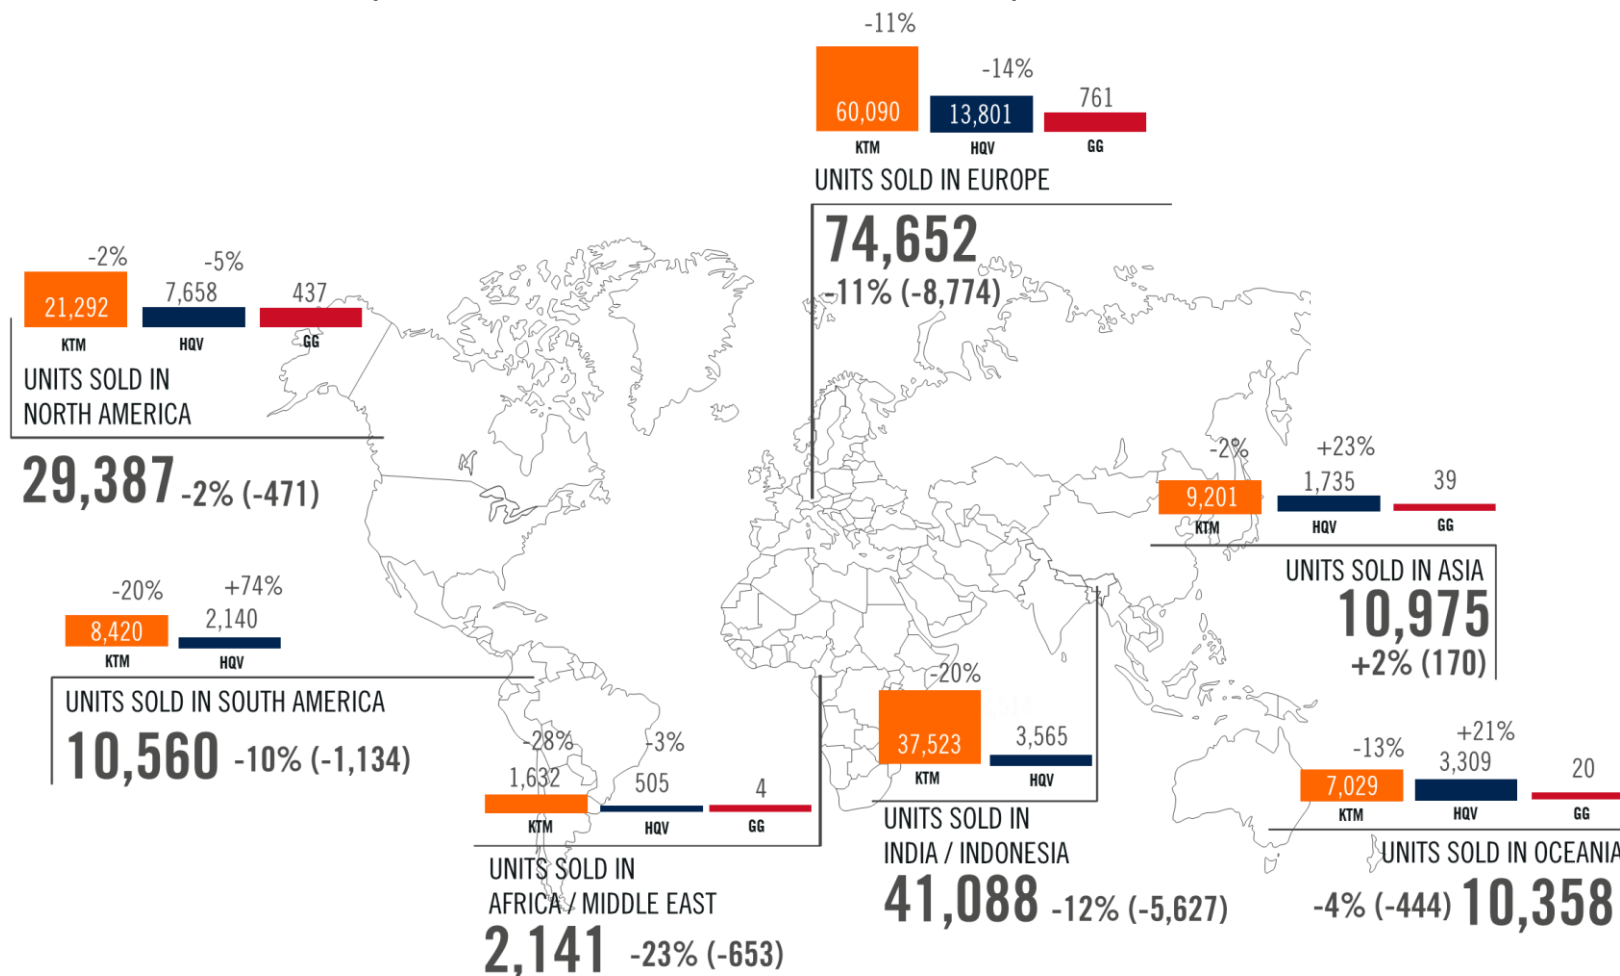 -11%
-14%
761
60,090
13,801
KTM
HQV
GG
UNITS SOLD IN EUROPE
74,652
-11% (-8,774)
-2%
-5%
21,292
7,658
437
KTM
HQV
GG
UNITS SOLD IN
NORTH AMERICA
29,387 -2% (-471)
-2%
+23%
9,201
1,735
39
KTM
HQV
GG
UNITS SOLD IN ASIA
10,975
+2% (170)
-20%
+74%
8,420
2,140
KTM
HQV
UNITS SOLD IN SOUTH AMERICA
10,560 -10% (-1,134)
-28%
-3%
1,632
505
4
KTM
HQV
GG
UNITS SOLD IN
AFRICA / MIDDLE EAST
2,141 -23% (-653)
-20%
37,523
3,565
KTM
HQV
UNITS SOLD IN
INDIA / INDONESIA
41,088 -12% (-5,627)
-13%
+21%
7,029
3,309
20
KTM
HQV
GG
UNITS SOLD IN OCEANIA
-4% (-444) 10,358